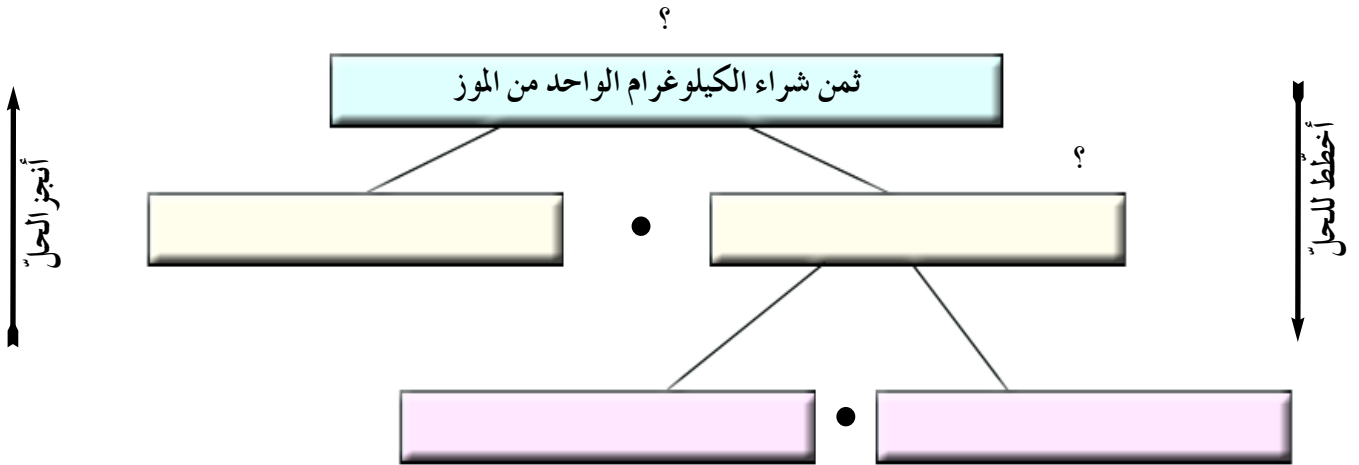 ؟
ثمن شراء الكيلوغرام الواحد من الموز
أخطّط للحلّ
؟
أنجز الحلّ